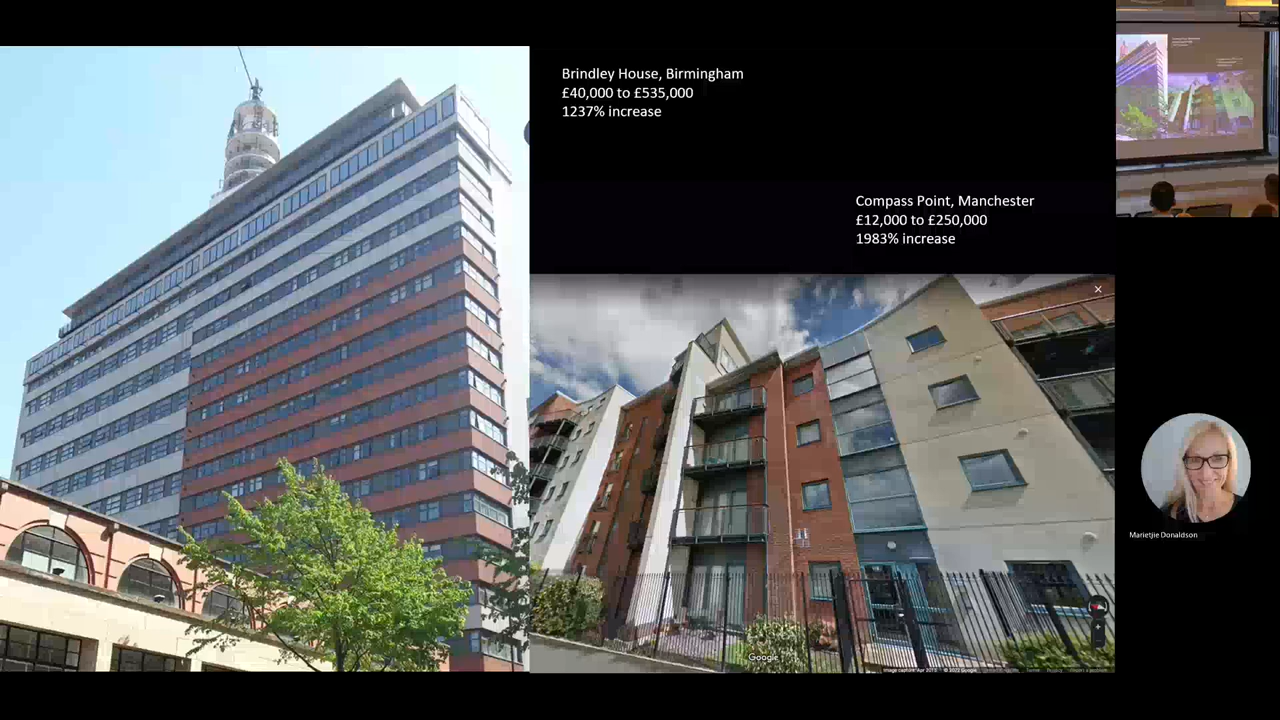 Brindley House, Birmingham
£40,000 to £535,000
1237% increase
Compass Point, Manchester
£12,000 to £250,000
1983% increase
Marietjie Donaldson
Google